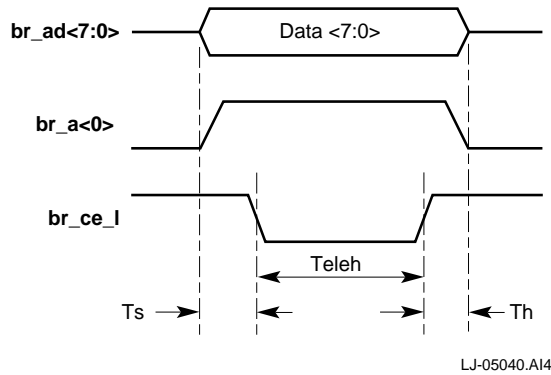 br_ad<7:0>
Data <7:0>
br_a<0>
br_ce_l
Teleh
Ts
Th
LJ-05040.AI4